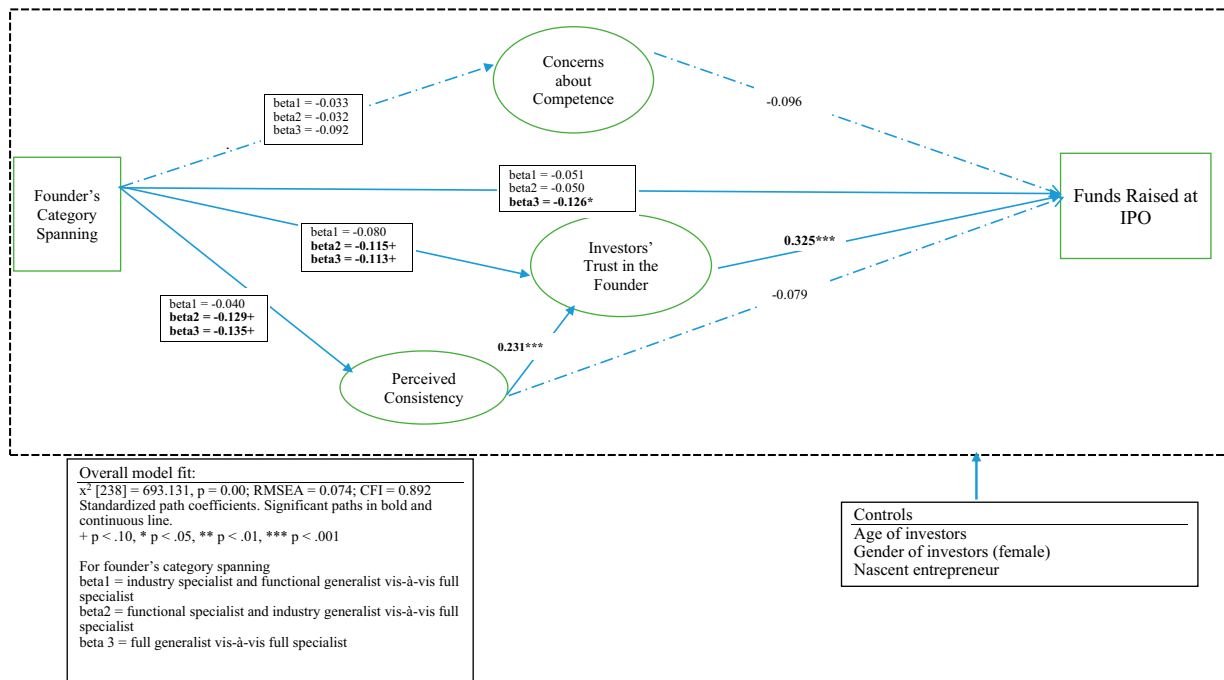 Concerns
about
Competence
beta1 = -0.033
beta2 = -0.032
beta3 = -0.092
-0.096
Founder's
Category
Spanning
beta1 = -0.051
beta2 = -0.050
beta3 = -0.126*
Funds Raised at
IPO
beta1 = -0.080
beta2 = -0.115+
beta3 = -0.113+
Investors'
Trust in the
Founder
0.325***
-0.079
beta1 = -0.040
beta2 = -0.129+
beta3 = -0.135+
0.231***
Perceived
Consistency
Overall model fit:
x² [238] = 693.131, p = 0.00; RMSEA = 0.074; CFI = 0.892
Standardized path coefficients. Significant paths in bold and
continuous line.
+ p < .10, * p < .05, ** p < .01, *** p < .001
For founder's category spanning
beta1 = industry specialist and functional generalist vis-à-vis full
specialist
beta2 = functional specialist and industry generalist vis-à-vis full
specialist
beta 3 = full generalist vis-à-vis full specialist
Controls
Age of investors
Gender of investors (female)
Nascent entrepreneur